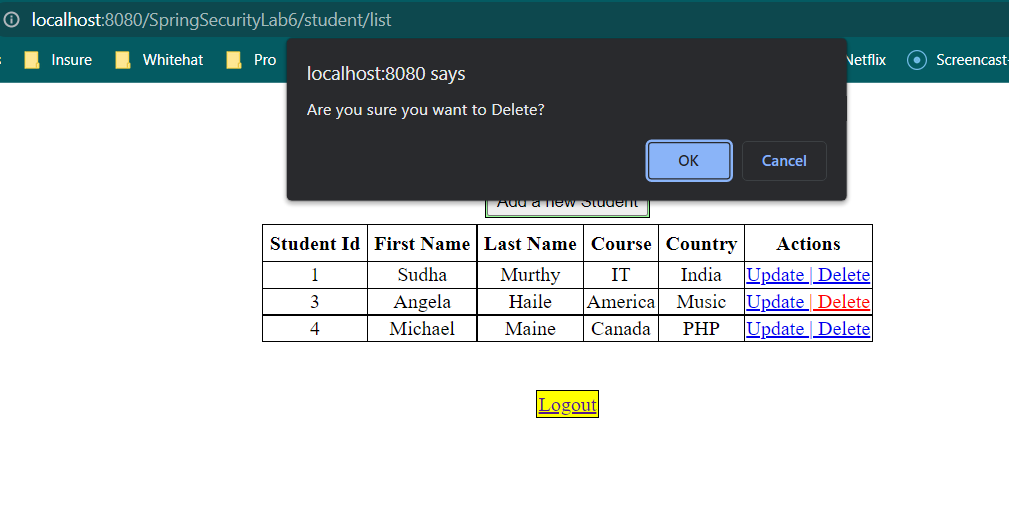 localhost:8080/SpringSecurityLab6/student/list
Insure Whitehat Pro Netflix Screencast-
localhost:8080 says
Are you sure you want to Delete?
OK Cancel
Add a new Student
Student Id First Name Last Name Course Country Actions
1 Sudha Murthy IT India Update | Delete
3 Angela Haile America Music Update | Delete
4 Michael Maine Canada PHP Update | Delete
Logout